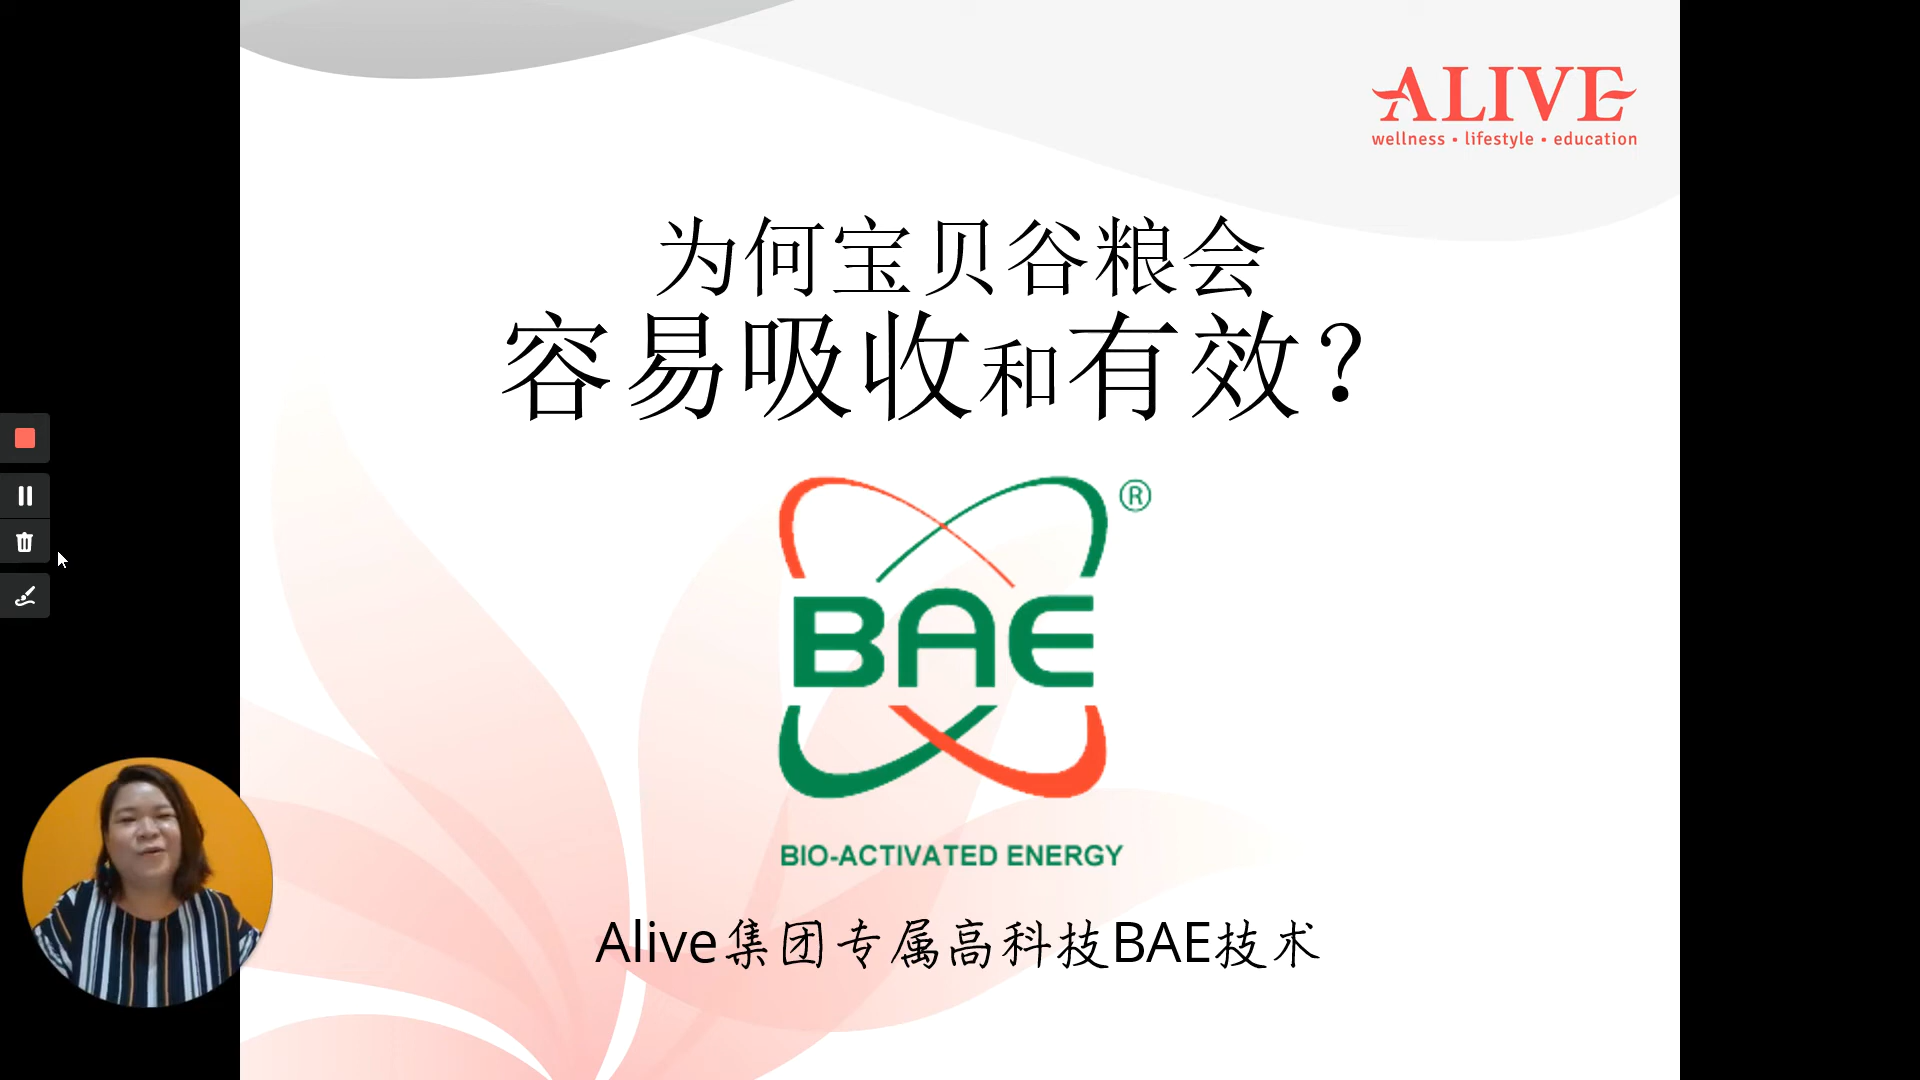 ALIVE
wellness • lifestyle • education
为何宝贝谷粮会
容易吸收和有效？
®
BAE
BIO-ACTIVATED ENERGY
Alive集团专属高科技BAE技术